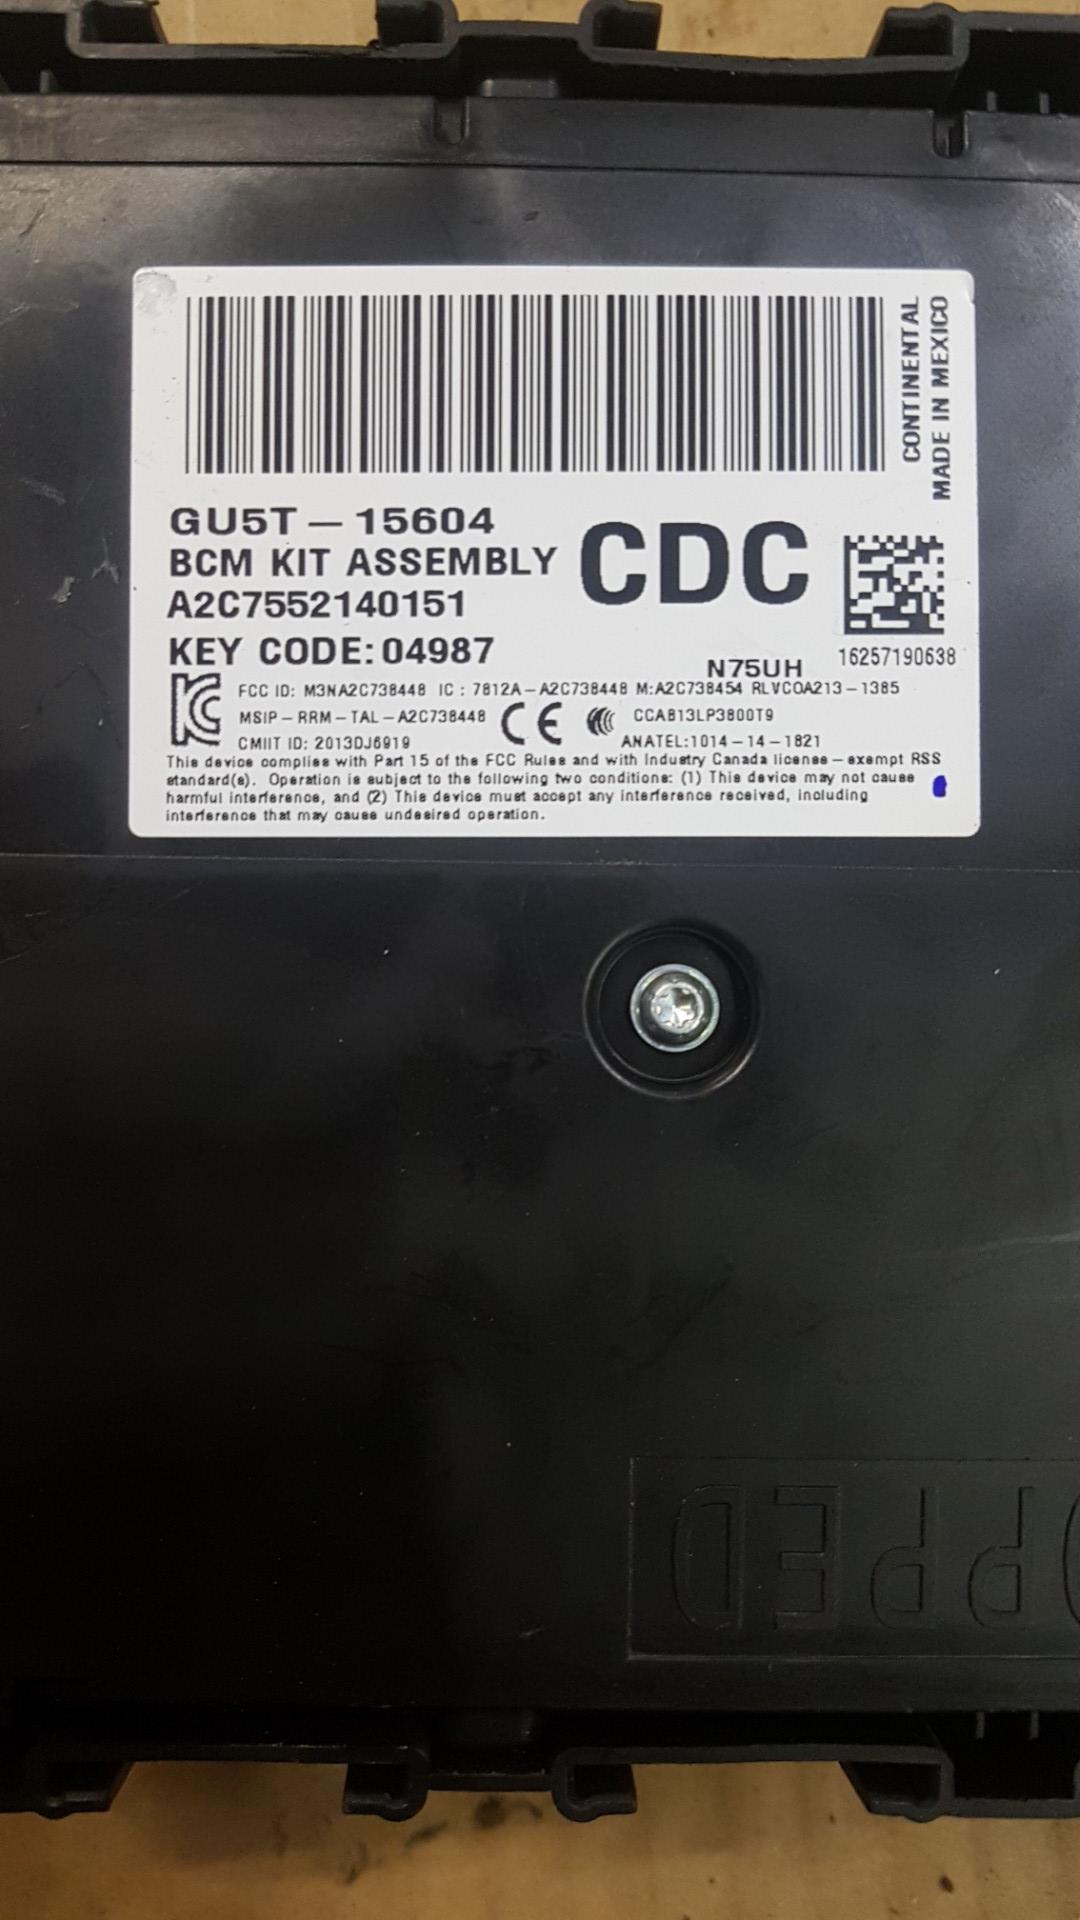 CONTINENTAL
MADE IN MEXICO
GU5T-15604
BCM KIT ASSEMBLY
CDC
A2C7552140151
KEY CODE:04987
N75UH
16257190638
FCC ID: M3NA2C738448 IC : 7812A-A2C738448 M:A2C738454 RLVCOA213-1385
MSIP-RRM-TAL-A2C738448 CE CCAB13LP3800T9
CMIIT ID: 2013DJ6919 ANATEL:1014-14-1821
This device complies with Part 15 of the FCC Rules and with Industry Canada license-exempt RSS
standard(s). Operation is subject to the following two conditions: (1) This device may not cause
harmful interference, and (2) This device must accept any interference received, including
interference that may cause undesired operation.
PPED